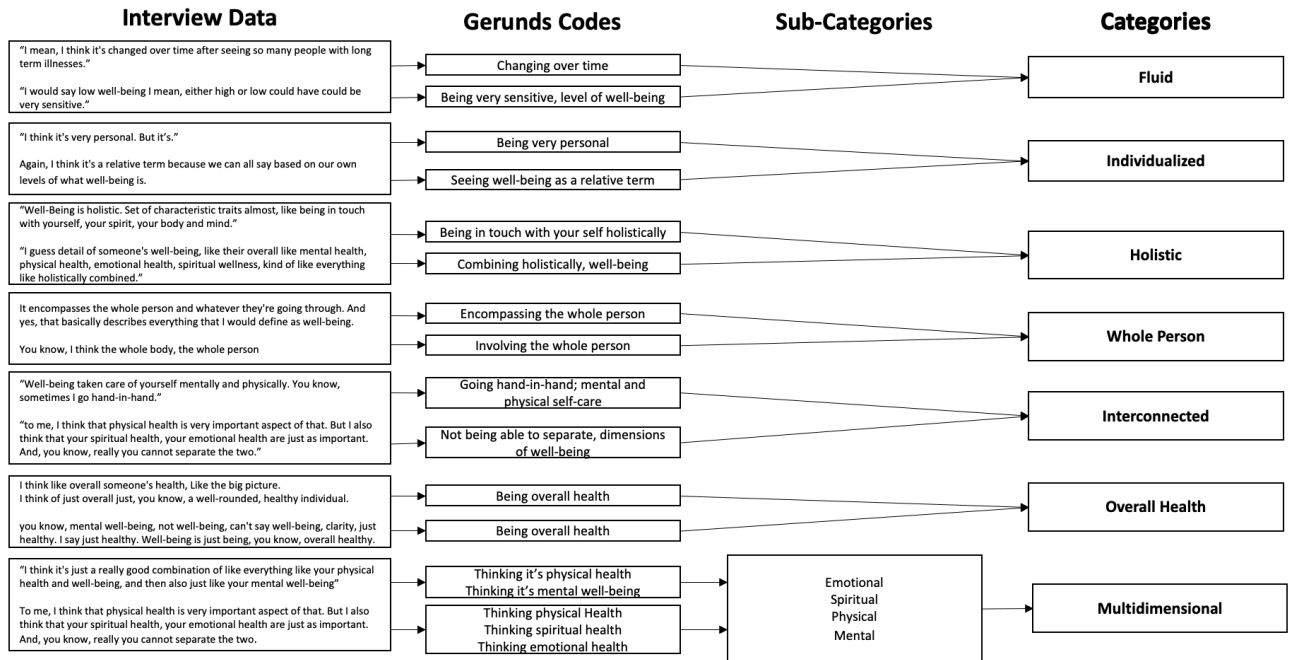 Interview Data
Gerunds Codes
Sub-Categories
Categories
“I mean, I think it's changed over time after seeing so many people with long
term illnesses.”
“I would say low well-being I mean, either high or low could have could be
very sensitive.”
Changing over time
Being very sensitive, level of well-being
Fluid
“I think it's very personal. But it’s.”
Again, I think it's a relative term because we can all say based on our own
levels of what well-being is.
Being very personal
Seeing well-being as a relative term
Individualized
“Well-Being is holistic. Set of characteristic traits almost, like being in touch
with yourself, your spirit, your body and mind.”
“I guess detail of someone's well-being, like their overall like mental health,
physical health, emotional health, spiritual wellness, kind of like everything
like holistically combined.”
Being in touch with your self holistically
Combining holistically, well-being
Holistic
It encompasses the whole person and whatever they're going through. And
yes, that basically describes everything that I would define as well-being.
You know, I think the whole body, the whole person
Encompassing the whole person
Involving the whole person
Whole Person
“Well-being taken care of yourself mentally and physically. You know,
sometimes I go hand-in-hand.”
“to me, I think that physical health is very important aspect of that. But I also
think that your spiritual health, your emotional health are just as important.
And, you know, really you cannot separate the two.”
Going hand-in-hand; mental and
physical self-care
Not being able to separate, dimensions
of well-being
Interconnected
I think like overall someone's health, Like the big picture.
I think of just overall just, you know, a well-rounded, healthy individual.
you know, mental well-being, not well-being, can't say well-being, clarity, just
healthy. I say just healthy. Well-being is just being, you know, overall healthy.
Being overall health
Being overall health
Overall Health
“I think it's just a really good combination of like everything like your physical
health and well-being, and then also just like your mental well-being”
To me, I think that physical health is very important aspect of that. But I also
think that your spiritual health, your emotional health are just as important.
And, you know, really you cannot separate the two.
Thinking it’s physical health
Thinking it’s mental well-being
Thinking physical Health
Thinking spiritual health
Thinking emotional health
Emotional
Spiritual
Physical
Mental
Multidimensional